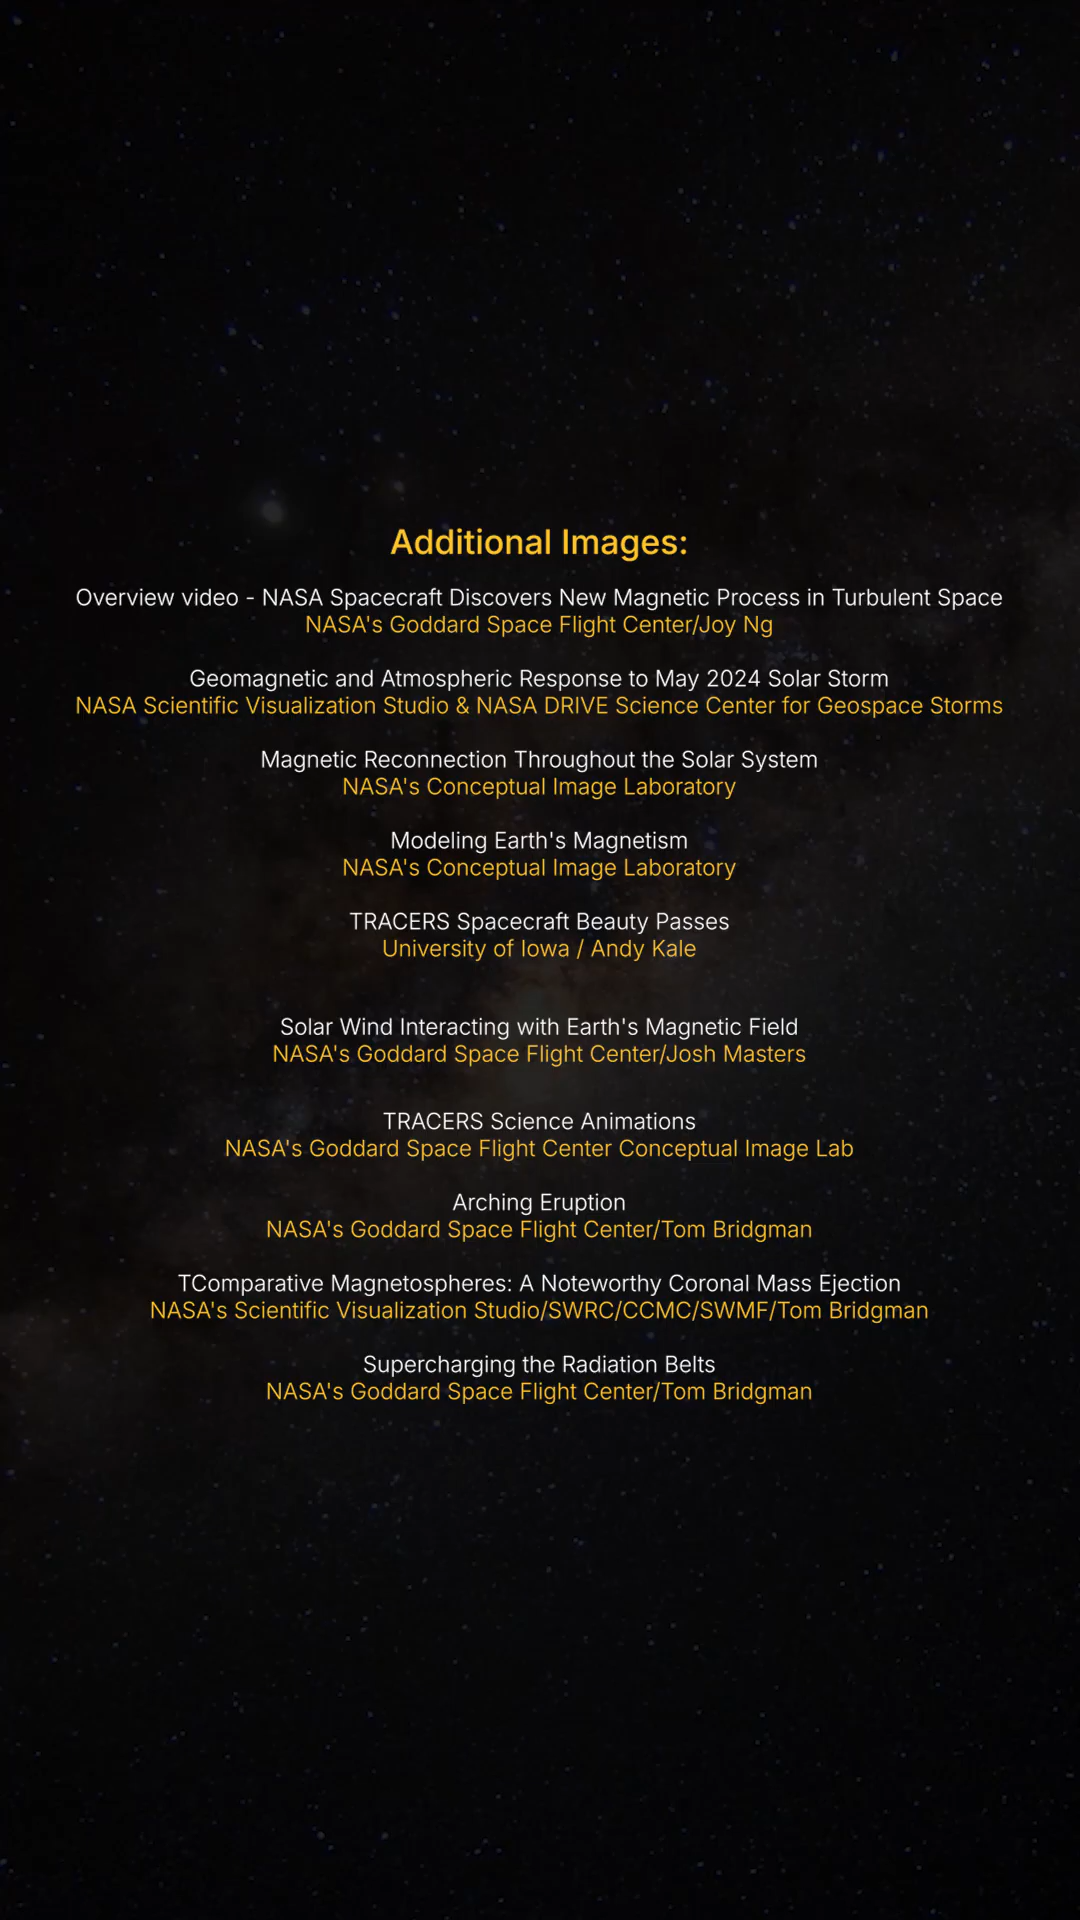 Additional Images:
Overview video - NASA Spacecraft Discovers New Magnetic Process in Turbulent Space
NASA's Goddard Space Flight Center/Joy Ng
Geomagnetic and Atmospheric Response to May 2024 Solar Storm
NASA Scientific Visualization Studio & NASA DRIVE Science Center for Geospace Storms
Magnetic Reconnection Throughout the Solar System
NASA's Conceptual Image Laboratory
Modeling Earth's Magnetism
NASA's Conceptual Image Laboratory
TRACERS Spacecraft Beauty Passes
University of Iowa / Andy Kale
Solar Wind Interacting with Earth's Magnetic Field
NASA's Goddard Space Flight Center/Josh Masters
TRACERS Science Animations
NASA's Goddard Space Flight Center Conceptual Image Lab
Arching Eruption
NASA's Goddard Space Flight Center/Tom Bridgman
TComparative Magnetospheres: A Noteworthy Coronal Mass Ejection
NASA's Scientific Visualization Studio/SWRC/CCMC/SWMF/Tom Bridgman
Supercharging the Radiation Belts
NASA's Goddard Space Flight Center/Tom Bridgman